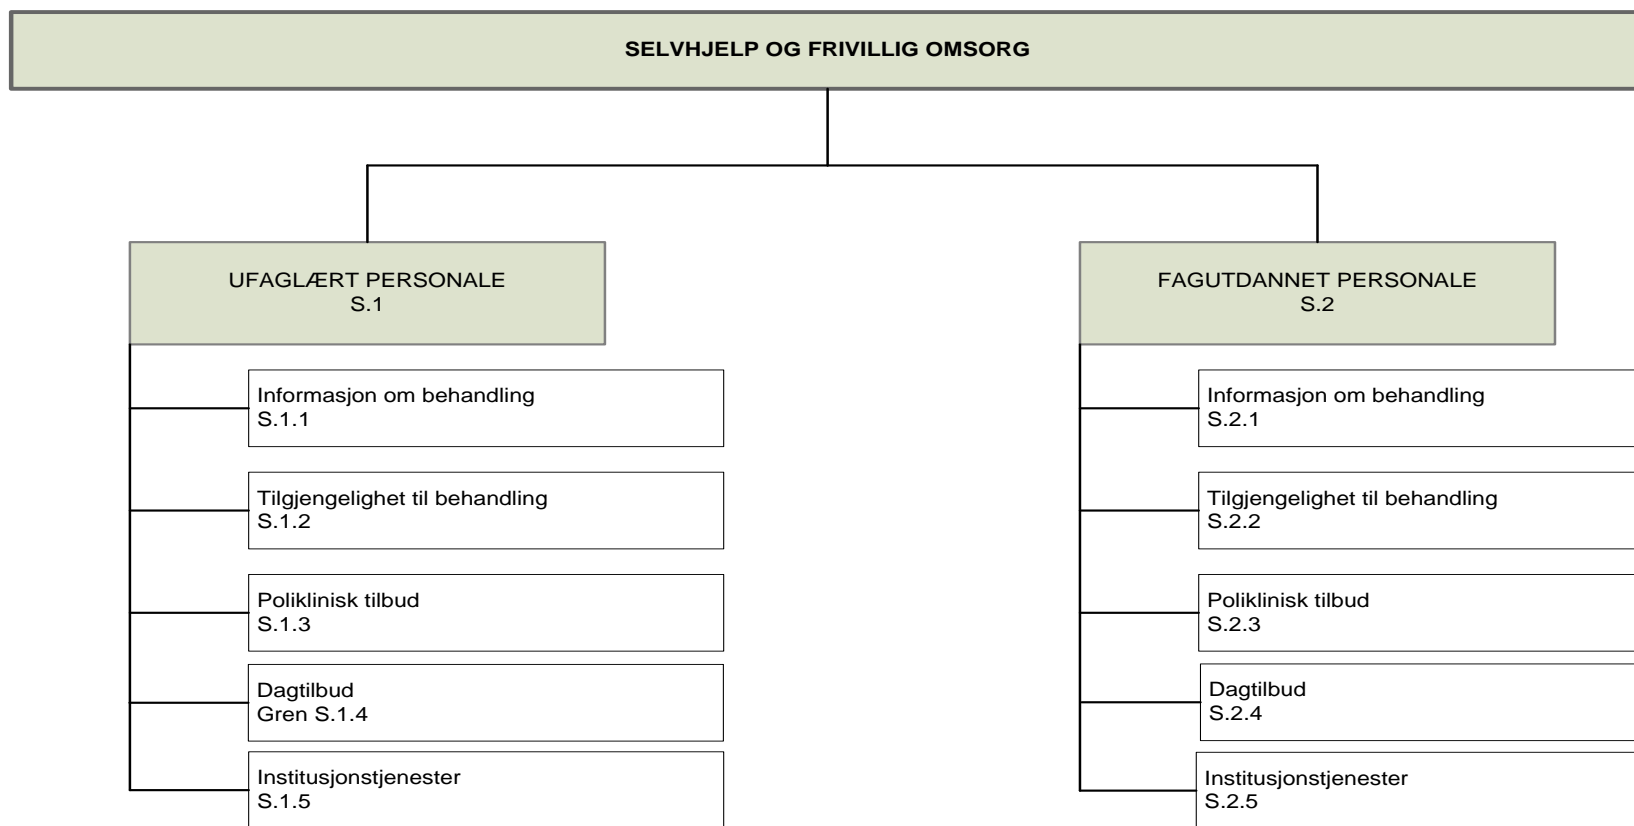 SELVHJELP OG FRIVILLIG OMSORG
UFAGLÆRT PERSONALE
S.1
Informasjon om behandling
S.1.1
Tilgjengelighet til behandling
S.1.2
Poliklinisk tilbud
S.1.3
Dagtilbud
Gren S.1.4
Institusjonstjenester
S.1.5
FAGUTDANNET PERSONALE
S.2
Informasjon om behandling
S.2.1
Tilgjengelighet til behandling
S.2.2
Poliklinisk tilbud
S.2.3
Dagtilbud
S.2.4
Institusjonstjenester
S.2.5